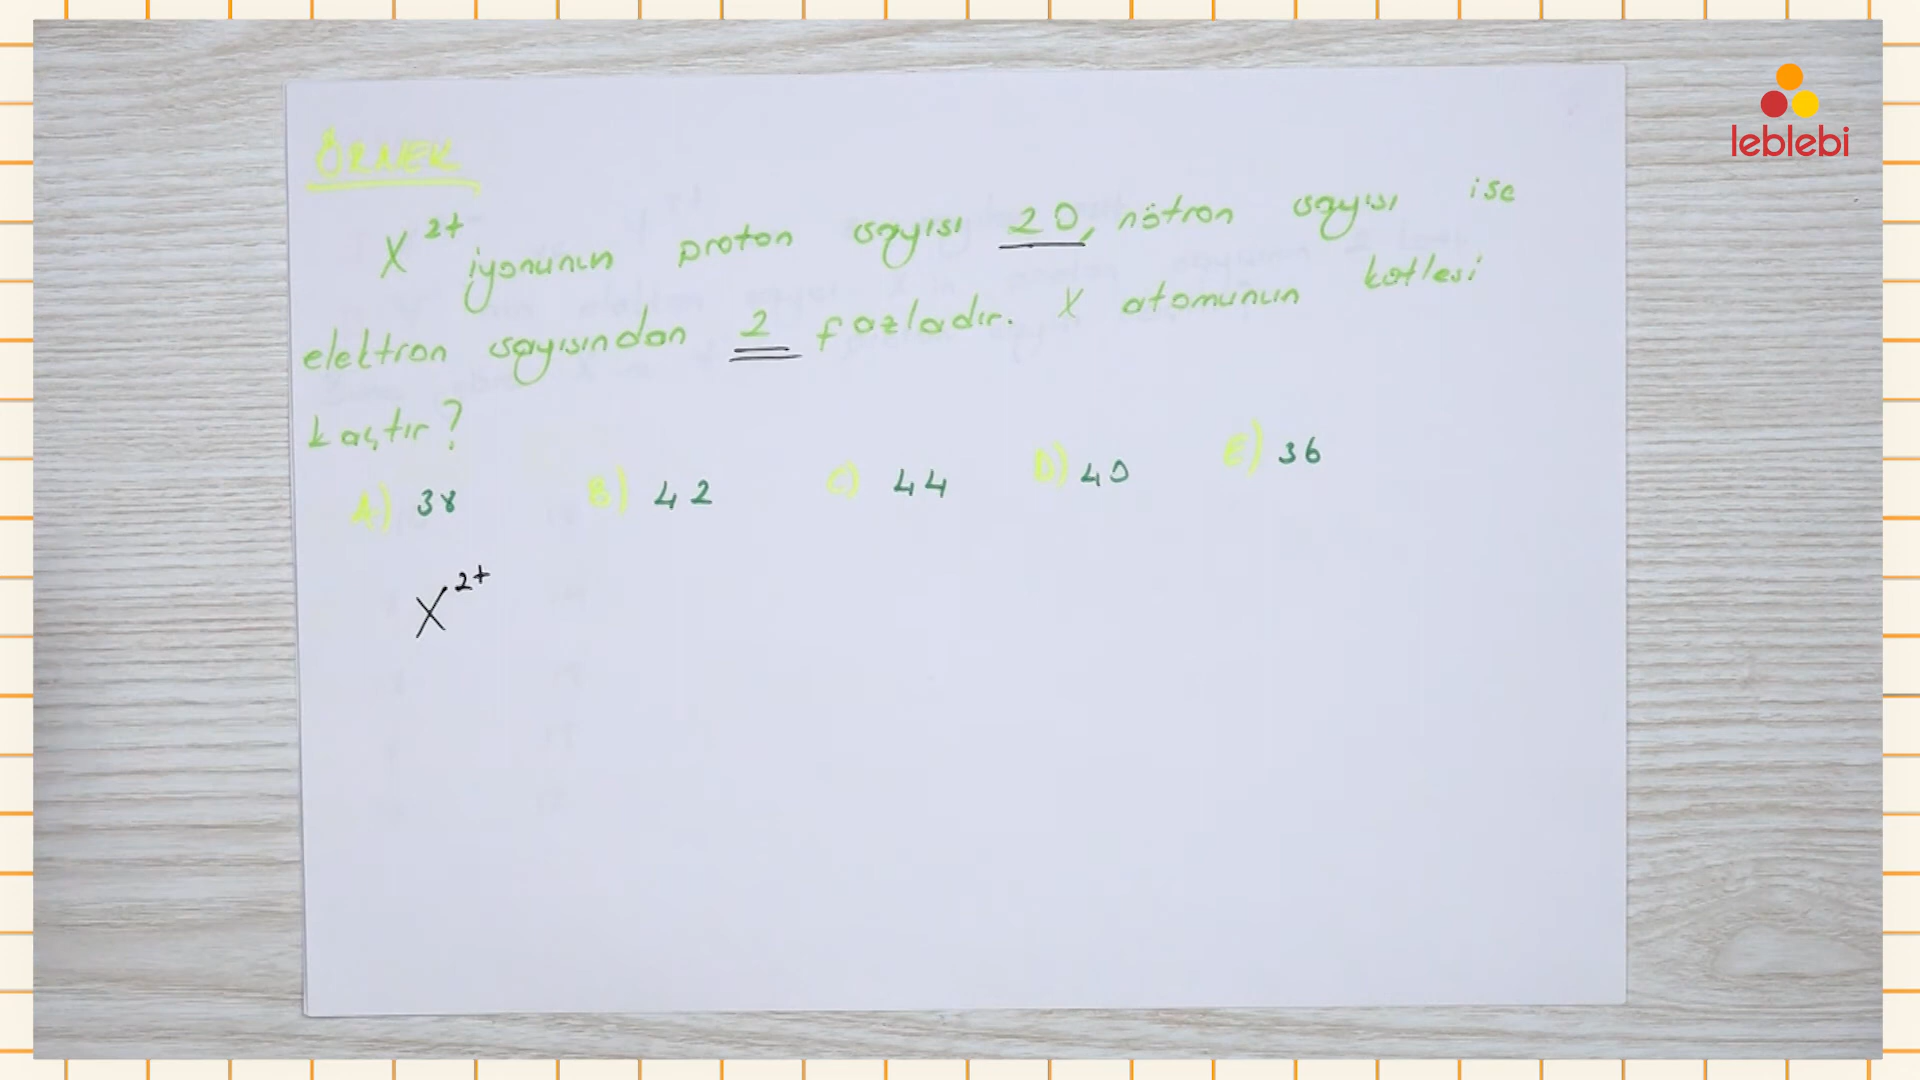 leblebi
ÖRNEK
X²⁺ iyonunun proton sayısı 20, nötron sayısı ise
elektron sayısından 2 fazladır. X atomunun kütlesi
kaçtır?
A) 38 B) 42 C) 44 D) 40 E) 36
X²⁺